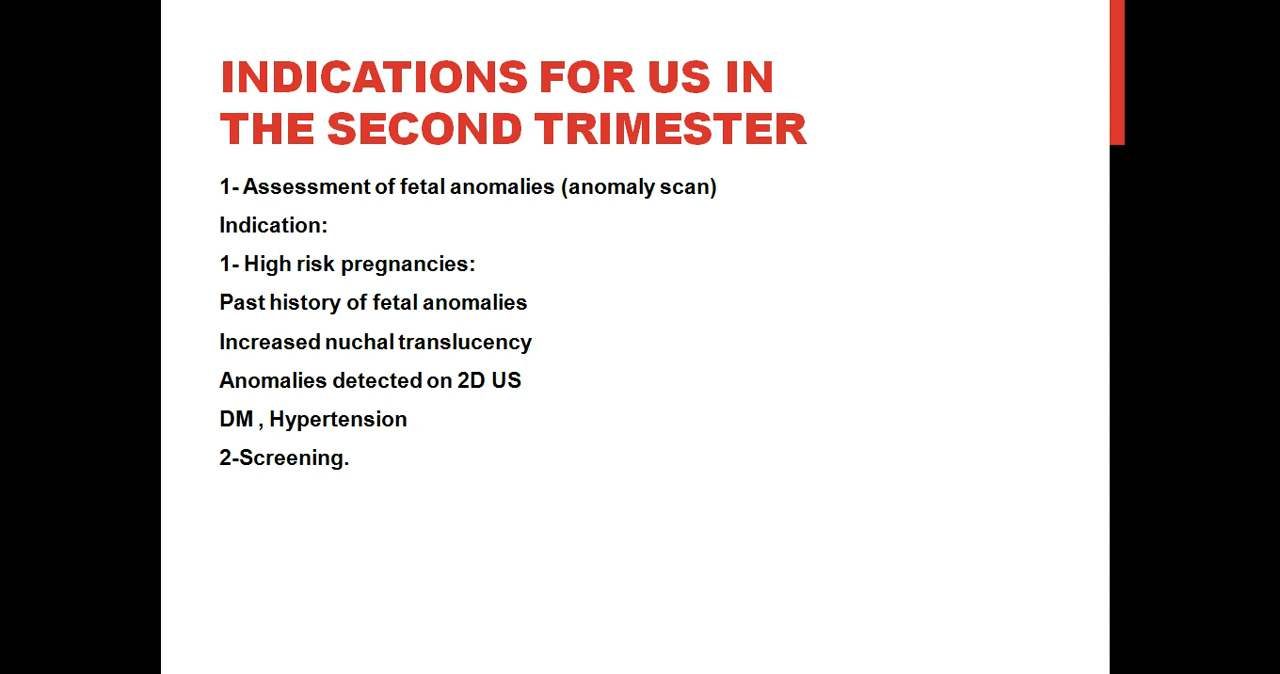 INDICATIONS FOR US IN
THE SECOND TRIMESTER
1- Assessment of fetal anomalies (anomaly scan)
Indication:
1- High risk pregnancies:
Past history of fetal anomalies
Increased nuchal translucency
Anomalies detected on 2D US
DM , Hypertension
2-Screening.